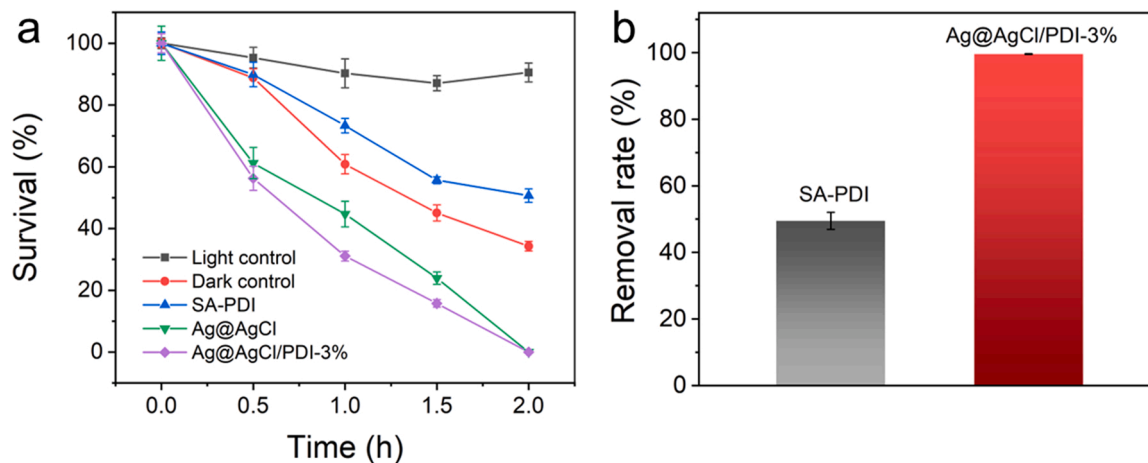 a
Survival (%)
100
80
60
40
20
0
Light control
Dark control
SA-PDI
Ag@AgCl
Ag@AgCl/PDI-3%
0.0 0.5 1.0 1.5 2.0
Time (h)
b
Removal rate (%)
100
80
60
40
20
0
SA-PDI
Ag@AgCl/PDI-3%